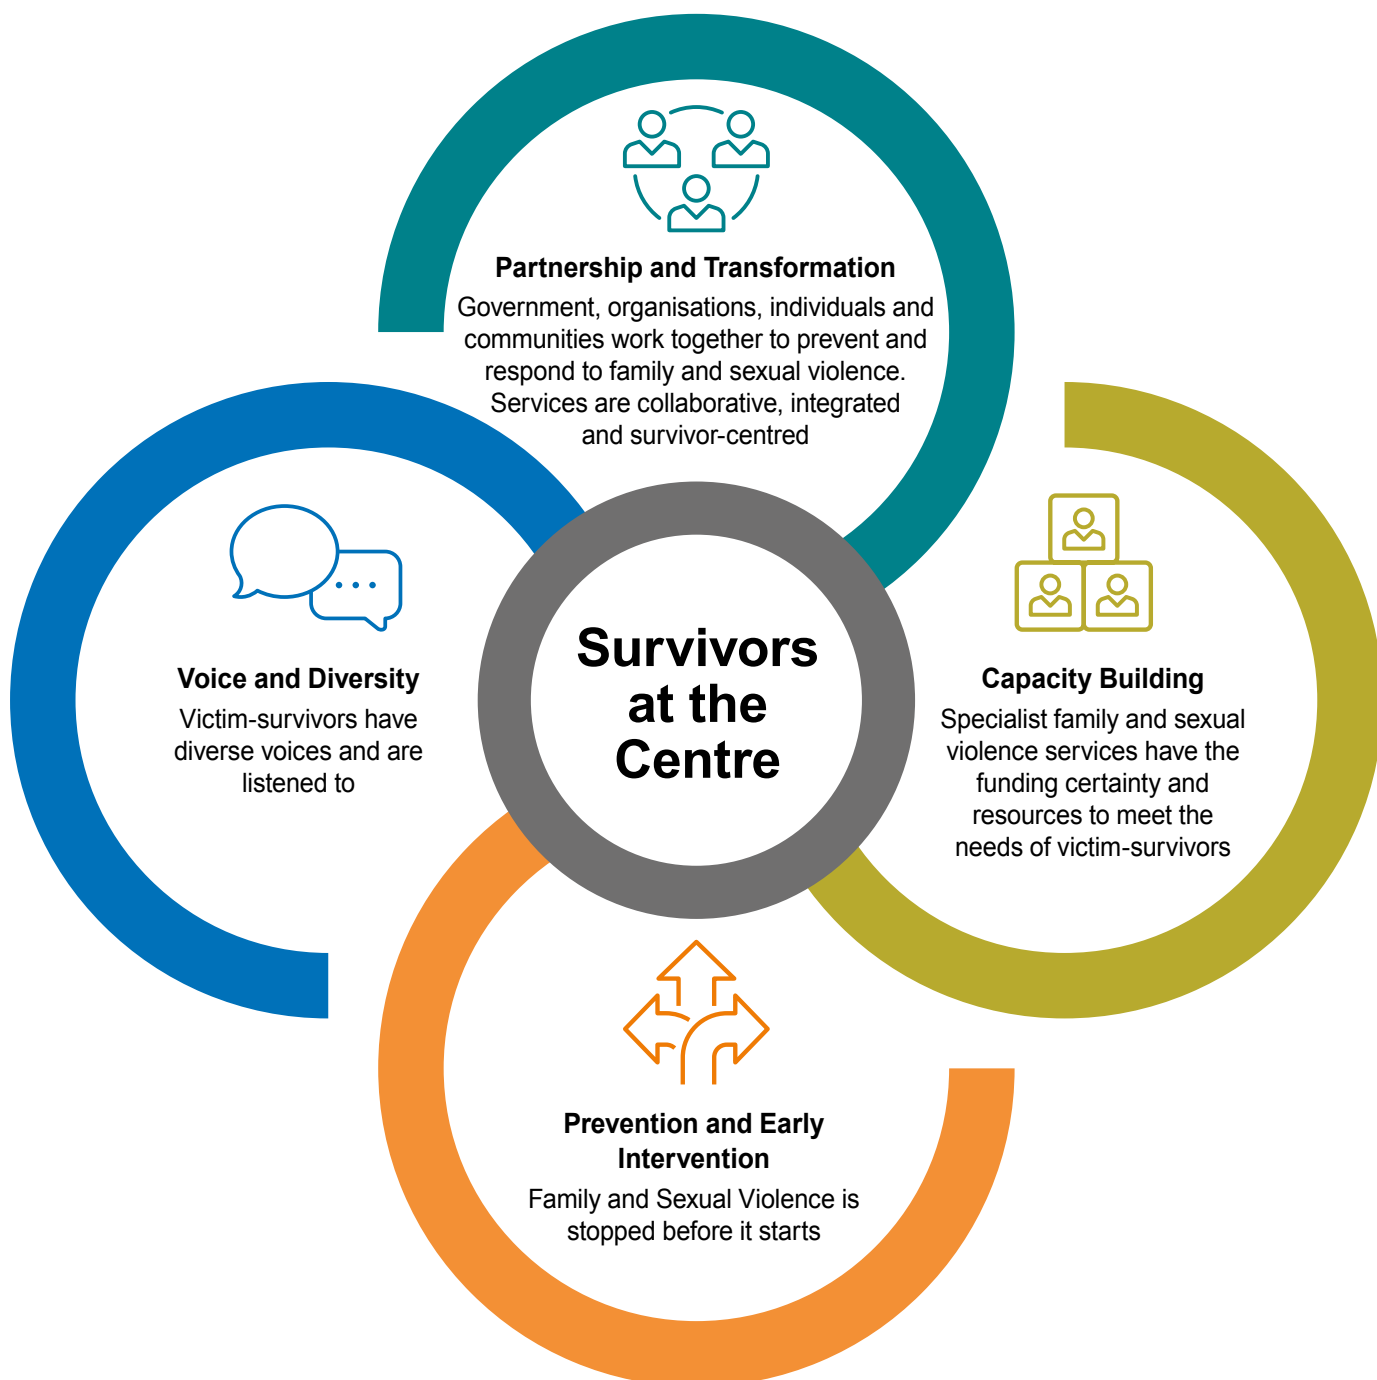 Partnership and Transformation
Government, organisations, individuals and
communities work together to prevent and
respond to family and sexual violence.
Services are collaborative, integrated
and survivor-centred
Voice and Diversity
Victim-survivors have
diverse voices and are
listened to
Survivors
at the
Centre
Capacity Building
Specialist family and sexual
violence services have the
funding certainty and
resources to meet the
needs of victim-survivors
Prevention and Early
Intervention
Family and Sexual Violence is
stopped before it starts